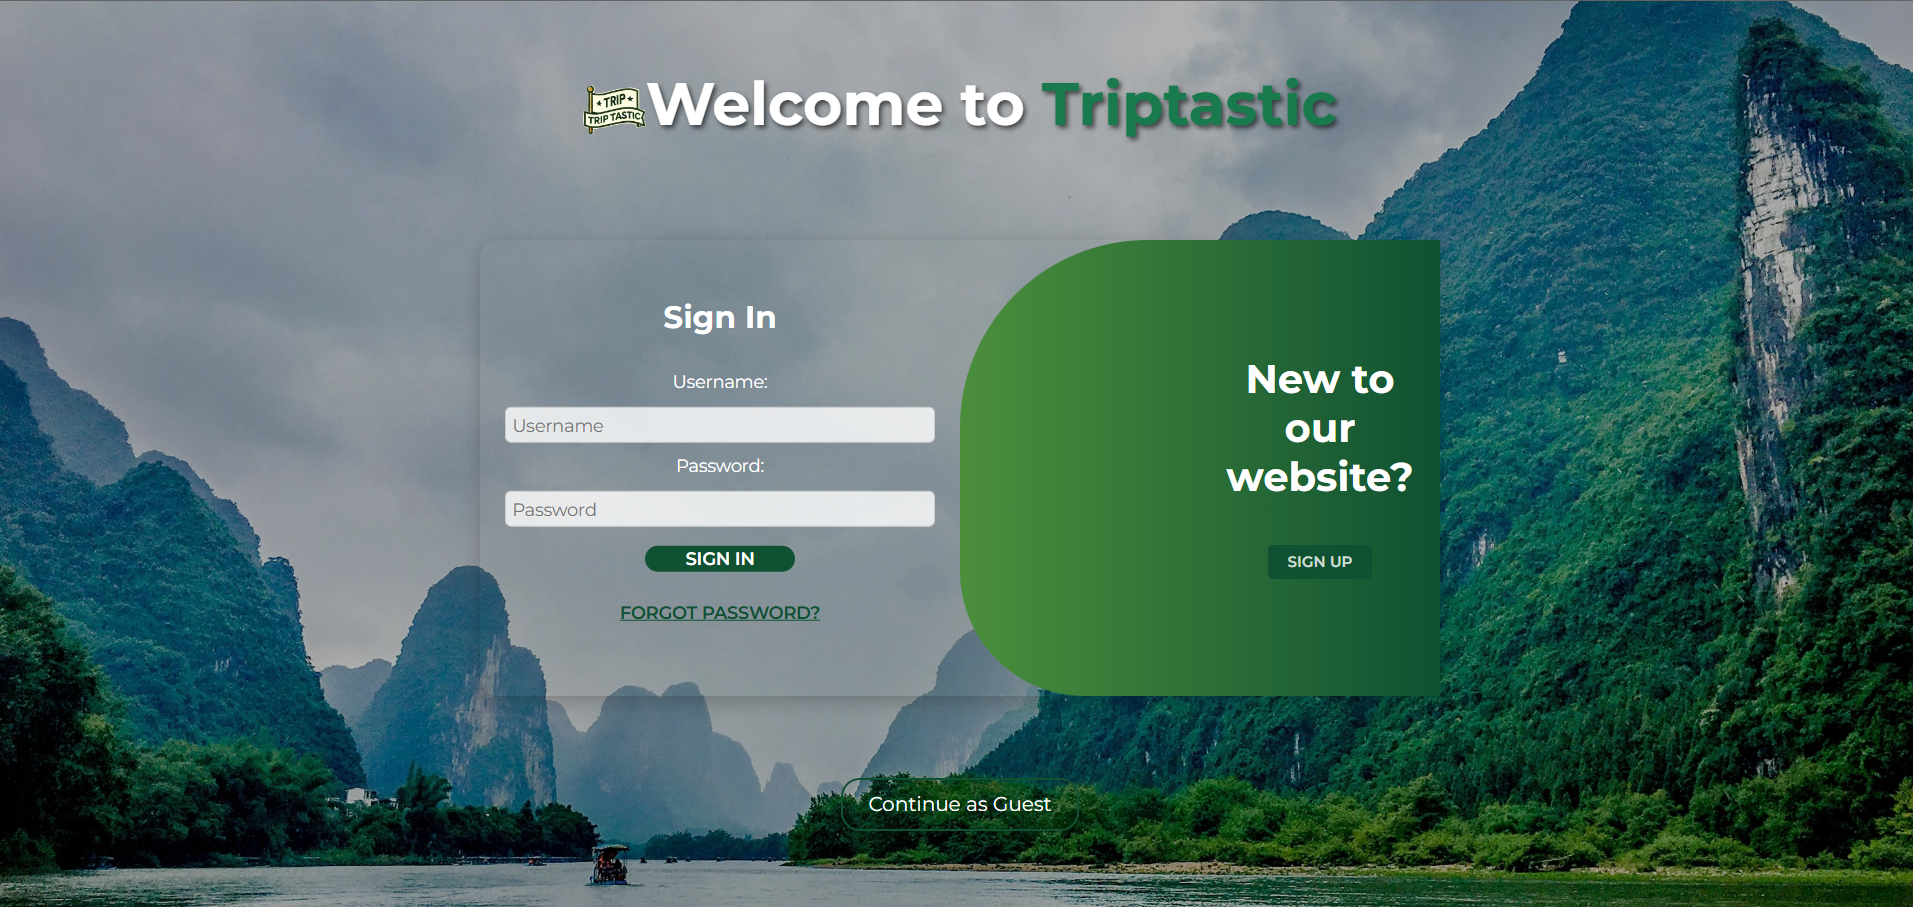 TRIP
TRIP TASTIC
Welcome to Triptastic
Sign In
Username:
Username
Password:
Password
SIGN IN
FORGOT PASSWORD?
New to
our
website?
SIGN UP
Continue as Guest